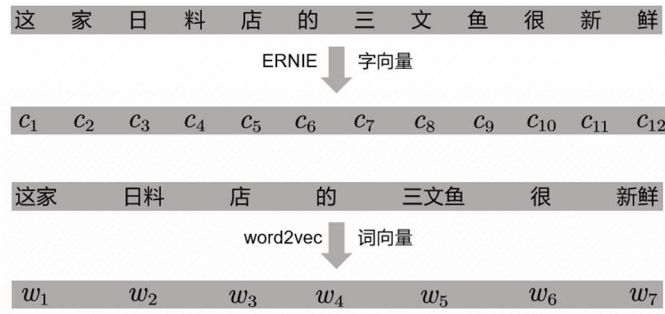 这 家 日 料 店 的 三 文 鱼 很 新 鲜
ERNIE 字向量
c₁ c₂ c₃ c₄ c₅ c₆ c₇ c₈ c₉ c₁₀ c₁₁ c₁₂
这家 日料 店 的 三文鱼 很 新鲜
word2vec 词向量
w₁ w₂ w₃ w₄ w₅ w₆ w₇